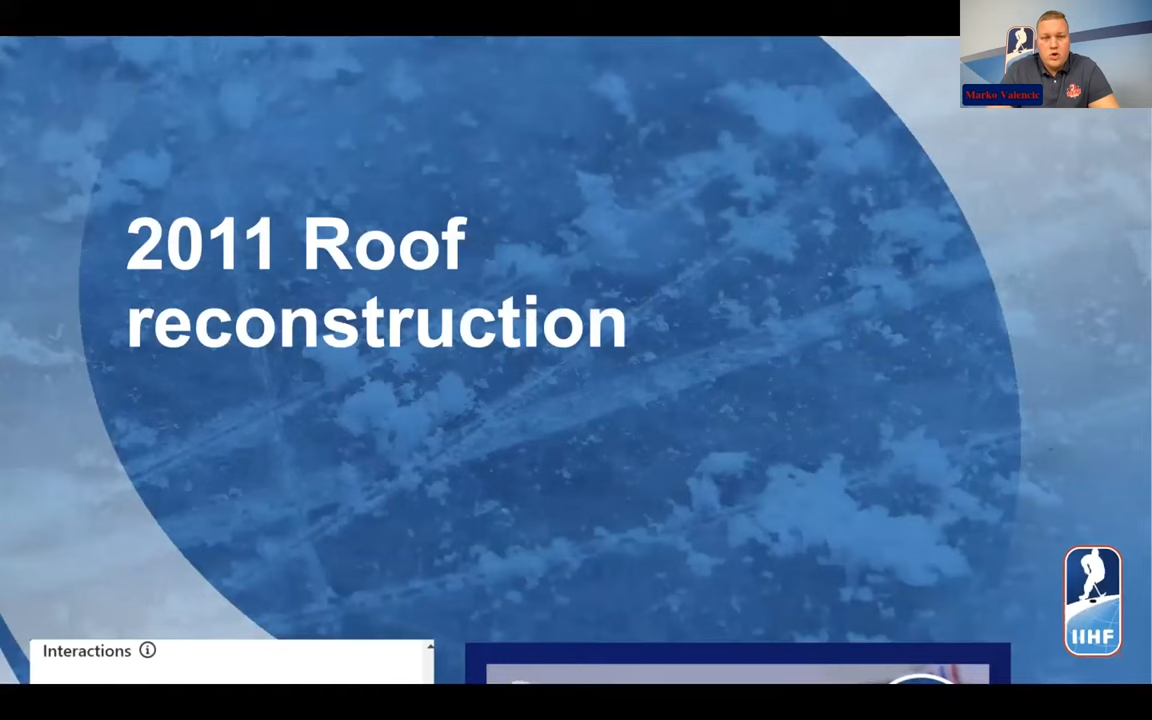 Marko Valencic
2011 Roof
reconstruction
IIHF
Interactions